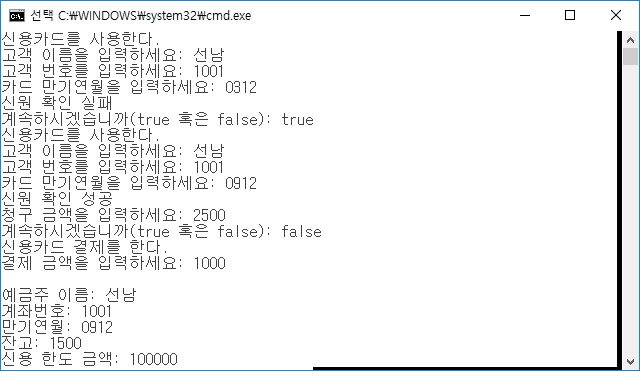 선택 C:₩WINDOWS₩system32₩cmd.exe
신용카드를 사용한다.
고객 이름을 입력하세요: 선남
고객 번호를 입력하세요: 1001
카드 만기연월을 입력하세요: 0312
신원 확인 실패
계속하시겠습니까(true 혹은 false): true
신용카드를 사용한다.
고객 이름을 입력하세요: 선남
고객 번호를 입력하세요: 1001
카드 만기연월을 입력하세요: 0912
신원 확인 성공
청구 금액을 입력하세요: 2500
계속하시겠습니까(true 혹은 false): false
신용카드 결제를 한다.
결제 금액을 입력하세요: 1000
예금주 이름: 선남
계좌번호: 1001
만기연월: 0912
잔고: 1500
신용 한도 금액: 100000